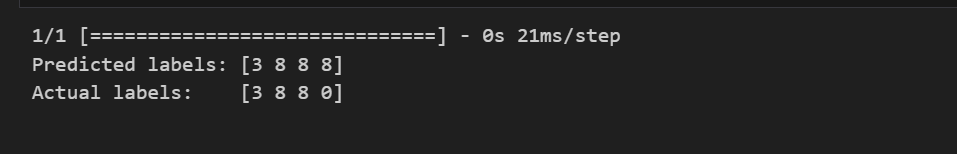 1/1 [==============================] - 0s 21ms/step
Predicted labels: [3 8 8 8]
Actual labels:    [3 8 8 0]